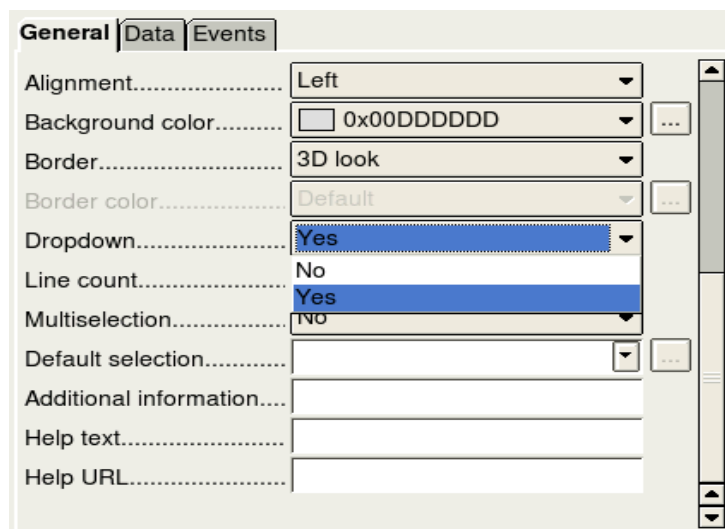 General Data Events
Alignment....................... Left
Background color.......... 0x00DDDDDD ...
Border............................ 3D look
Border color................... Default ...
Dropdown...................... Yes
No
Line count......................
Yes
Multiselection................. No
Default selection............ ...
Additional information....
Help text........................
Help URL.......................